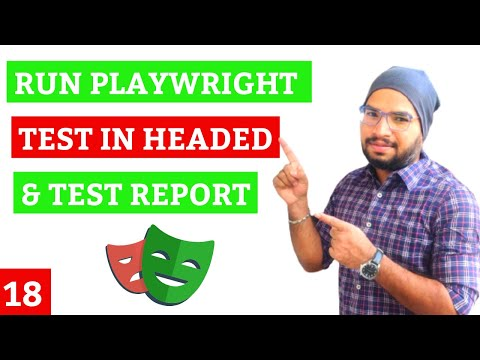 RUN PLAYWRIGHT
TEST IN HEADED
& TEST REPORT
18